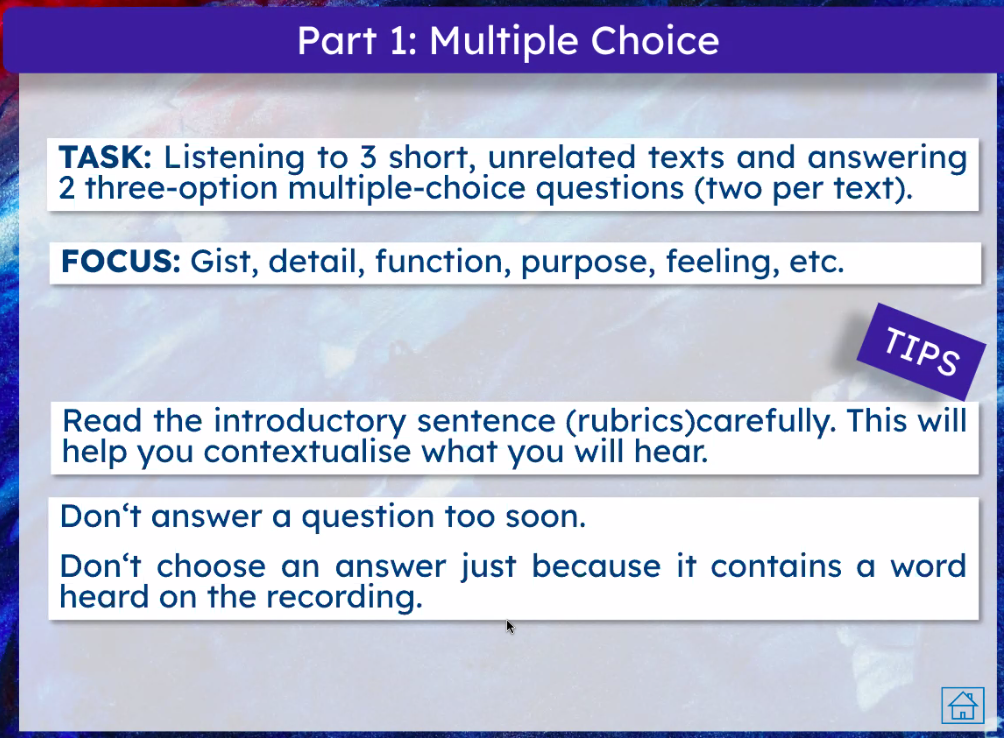 Part 1: Multiple Choice
TASK: Listening to 3 short, unrelated texts and answering
2 three-option multiple-choice questions (two per text).
FOCUS: Gist, detail, function, purpose, feeling, etc.
TIPS
Read the introductory sentence (rubrics)carefully. This will
help you contextualise what you will hear.
Don‘t answer a question too soon.
Don‘t choose an answer just because it contains a word
heard on the recording.